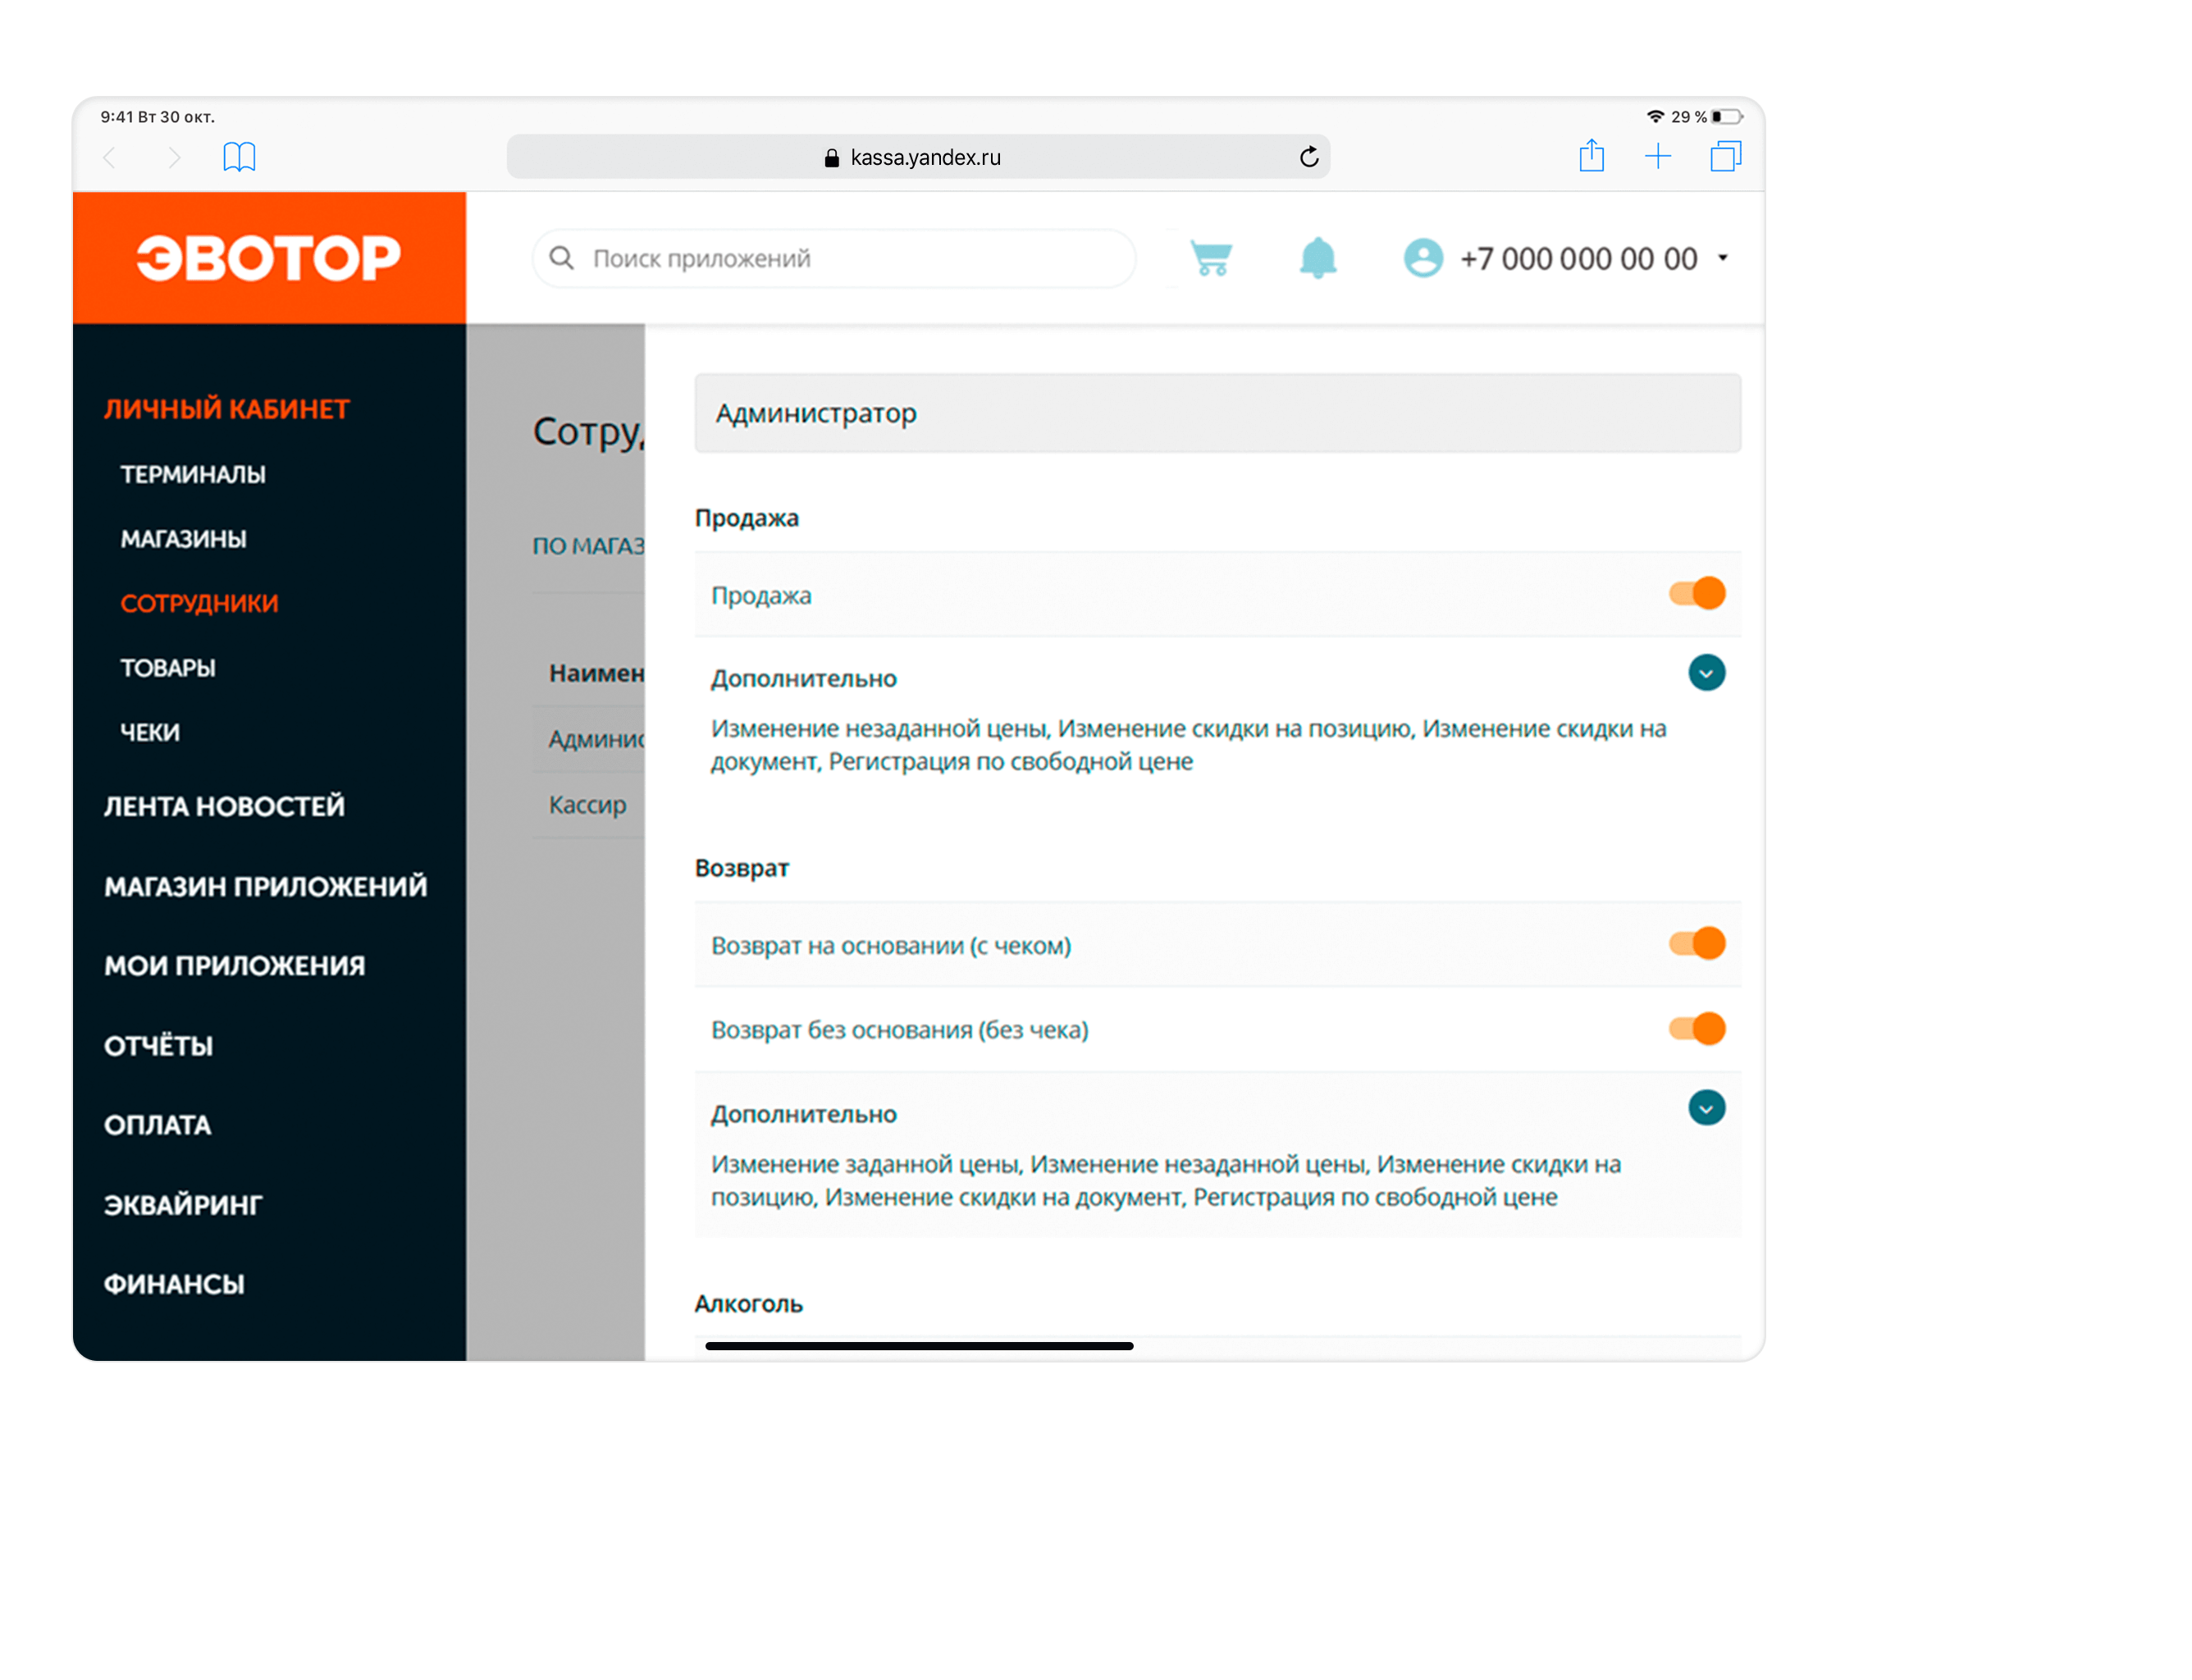 9:41 Вт 30 окт.
29 %
kassa.yandex.ru
ЭВОТОР
Поиск приложений
+7 000 000 00 00
ЛИЧНЫЙ КАБИНЕТ
ТЕРМИНАЛЫ
МАГАЗИНЫ
СОТРУДНИКИ
ТОВАРЫ
ЧЕКИ
ЛЕНТА НОВОСТЕЙ
МАГАЗИН ПРИЛОЖЕНИЙ
МОИ ПРИЛОЖЕНИЯ
ОТЧЁТЫ
ОПЛАТА
ЭКВАЙРИНГ
ФИНАНСЫ
Сотруд
ПО МАГАЗ
Наимен
Админис
Кассир
Администратор
Продажа
Продажа
Дополнительно
Изменение незаданной цены, Изменение скидки на позицию, Изменение скидки на
документ, Регистрация по свободной цене
Возврат
Возврат на основании (с чеком)
Возврат без основания (без чека)
Дополнительно
Изменение заданной цены, Изменение незаданной цены, Изменение скидки на
позицию, Изменение скидки на документ, Регистрация по свободной цене
Алкоголь